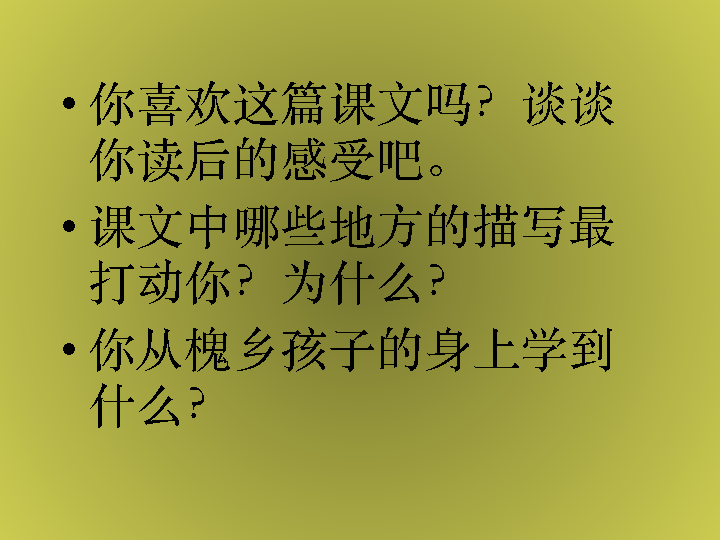 • 你喜欢这篇课文吗？谈谈
你读后的感受吧。
• 课文中哪些地方的描写最
打动你？为什么？
• 你从槐乡孩子的身上学到
什么？